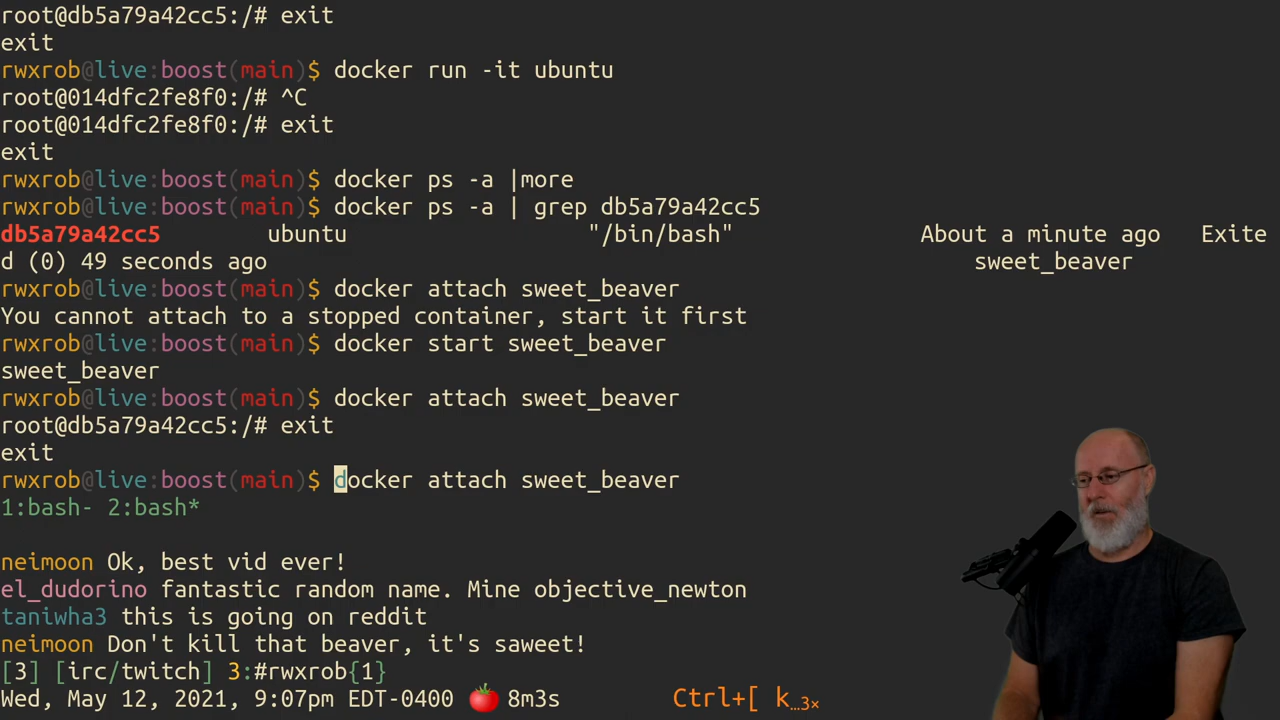 root@db5a79a42cc5:/# exit
exit
rwxrob@live:boost(main)$ docker run -it ubuntu
root@014dfc2fe8f0:/# ^C
root@014dfc2fe8f0:/# exit
exit
rwxrob@live:boost(main)$ docker ps -a |more
rwxrob@live:boost(main)$ docker ps -a | grep db5a79a42cc5
db5a79a42cc5 ubuntu "/bin/bash" About a minute ago Exite
d (0) 49 seconds ago sweet_beaver
rwxrob@live:boost(main)$ docker attach sweet_beaver
You cannot attach to a stopped container, start it first
rwxrob@live:boost(main)$ docker start sweet_beaver
sweet_beaver
rwxrob@live:boost(main)$ docker attach sweet_beaver
root@db5a79a42cc5:/# exit
exit
rwxrob@live:boost(main)$ docker attach sweet_beaver
1:bash- 2:bash*
neimoon Ok, best vid ever!
el_dudorino fantastic random name. Mine objective_newton
taniwha3 this is going on reddit
neimoon Don't kill that beaver, it's saweet!
[3] [irc/twitch] 3:#rwxrob{1}
Wed, May 12, 2021, 9:07pm EDT-0400 🍅 8m3s Ctrl+[ k…3×